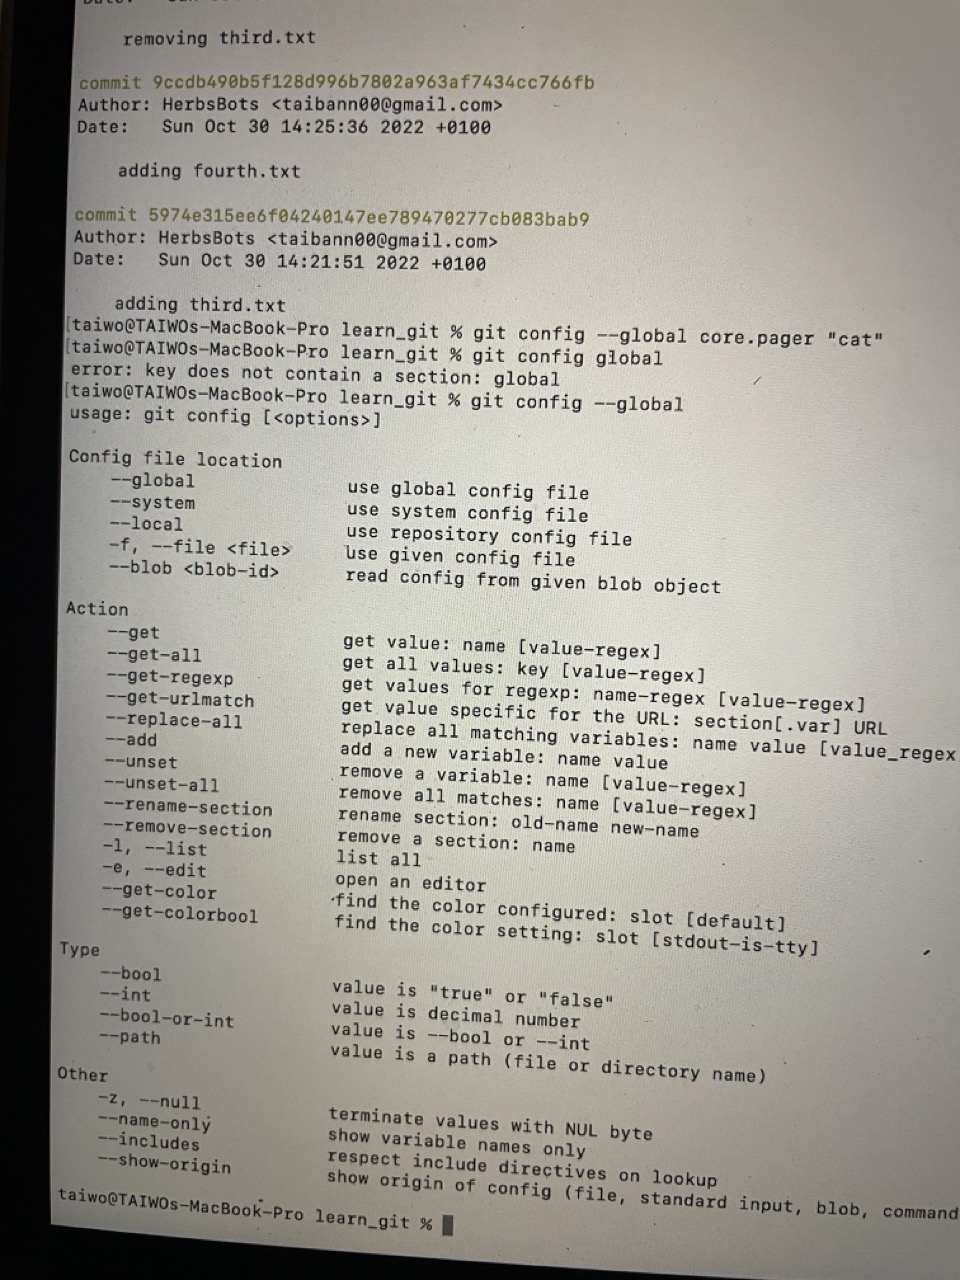 removing third.txt
commit 9ccdb490b5f128d996b7802a963af7434cc766fb
Author: HerbsBots <taibann00@gmail.com>
Date:   Sun Oct 30 14:25:36 2022 +0100
adding fourth.txt
commit 5974e315ee6f04240147ee789470277cb083bab9
Author: HerbsBots <taibann00@gmail.com>
Date:   Sun Oct 30 14:21:51 2022 +0100
adding third.txt
[taiwo@TAIWOs-MacBook-Pro learn_git % git config --global core.pager "cat"
[taiwo@TAIWOs-MacBook-Pro learn_git % git config global
error: key does not contain a section: global
[taiwo@TAIWOs-MacBook-Pro learn_git % git config --global
usage: git config [<options>]
Config file location
--global use global config file
--system use system config file
--local use repository config file
-f, --file <file> use given config file
--blob <blob-id> read config from given blob object
Action
--get get value: name [value-regex]
--get-all get all values: key [value-regex]
--get-regexp get values for regexp: name-regex [value-regex]
--get-urlmatch get value specific for the URL: section[.var] URL
--replace-all replace all matching variables: name value [value_regex
--add add a new variable: name value
--unset remove a variable: name [value-regex]
--unset-all remove all matches: name [value-regex]
--rename-section rename section: old-name new-name
--remove-section remove a section: name
-l, --list list all
-e, --edit open an editor
--get-color find the color configured: slot [default]
--get-colorbool find the color setting: slot [stdout-is-tty]
Type
--bool value is "true" or "false"
--int value is decimal number
--bool-or-int value is --bool or --int
--path value is a path (file or directory name)
Other
-z, --null terminate values with NUL byte
--name-only show variable names only
--includes respect include directives on lookup
--show-origin show origin of config (file, standard input, blob, command
taiwo@TAIWOs-MacBook-Pro learn_git %